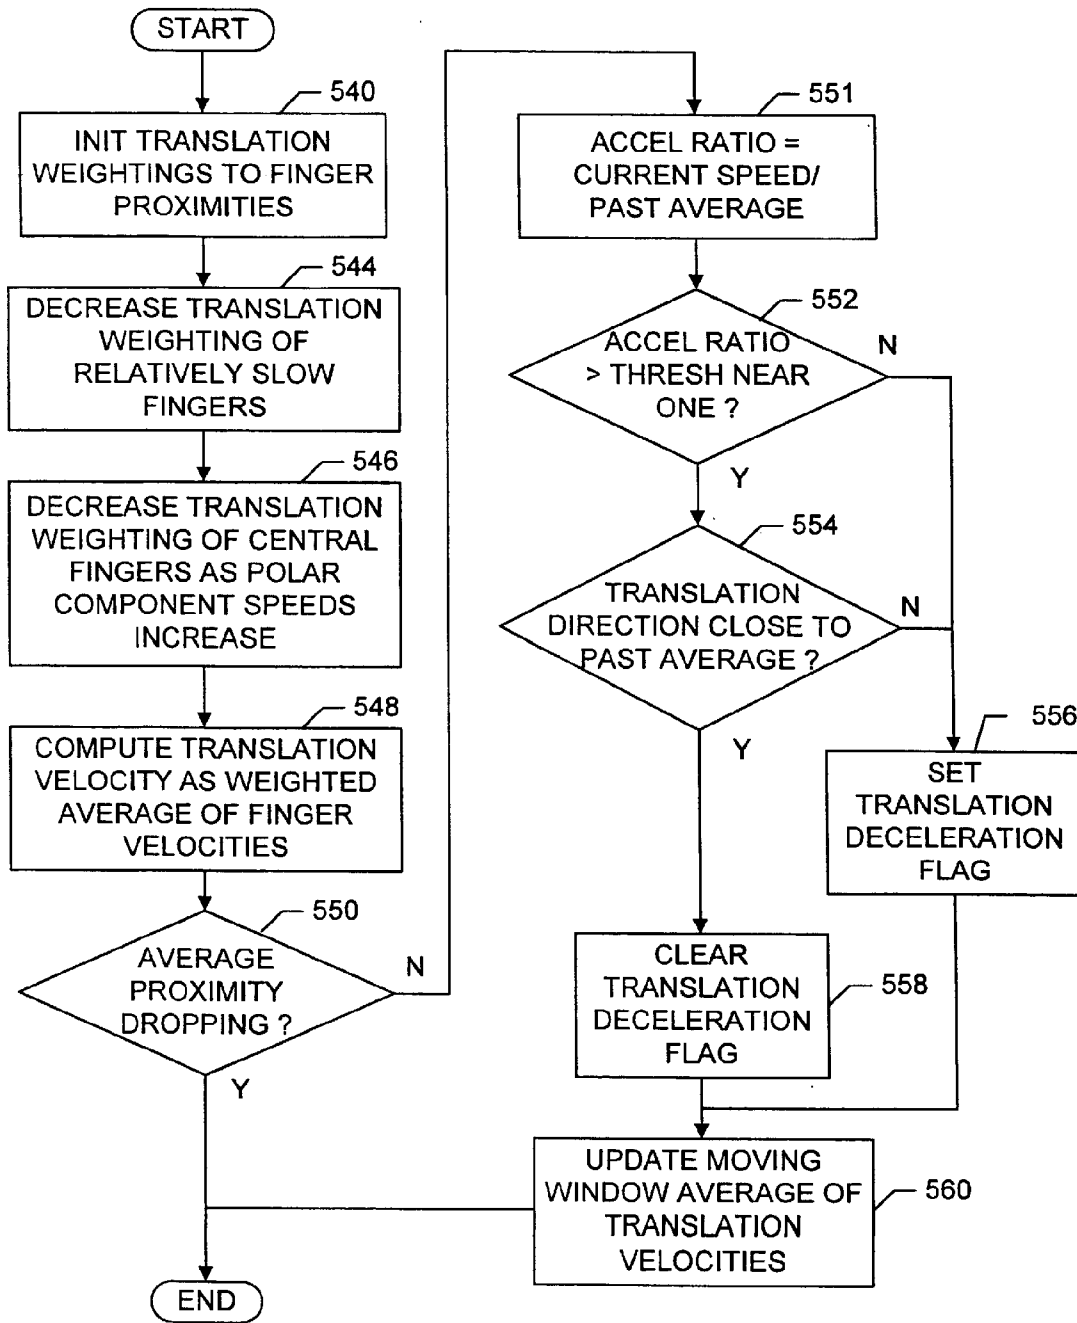 START
540
INIT TRANSLATION
WEIGHTINGS TO FINGER
PROXIMITIES
544
DECREASE TRANSLATION
WEIGHTING OF
RELATIVELY SLOW
FINGERS
546
DECREASE TRANSLATION
WEIGHTING OF CENTRAL
FINGERS AS POLAR
COMPONENT SPEEDS
INCREASE
548
COMPUTE TRANSLATION
VELOCITY AS WEIGHTED
AVERAGE OF FINGER
VELOCITIES
550
AVERAGE
PROXIMITY
DROPPING ?
N
Y
551
ACCEL RATIO =
CURRENT SPEED/
PAST AVERAGE
552
ACCEL RATIO
> THRESH NEAR
ONE ?
N
Y
554
TRANSLATION
DIRECTION CLOSE TO
PAST AVERAGE ?
N
Y
556
SET
TRANSLATION
DECELERATION
FLAG
CLEAR
TRANSLATION
DECELERATION
FLAG
558
UPDATE MOVING
WINDOW AVERAGE OF
TRANSLATION
VELOCITIES
560
END